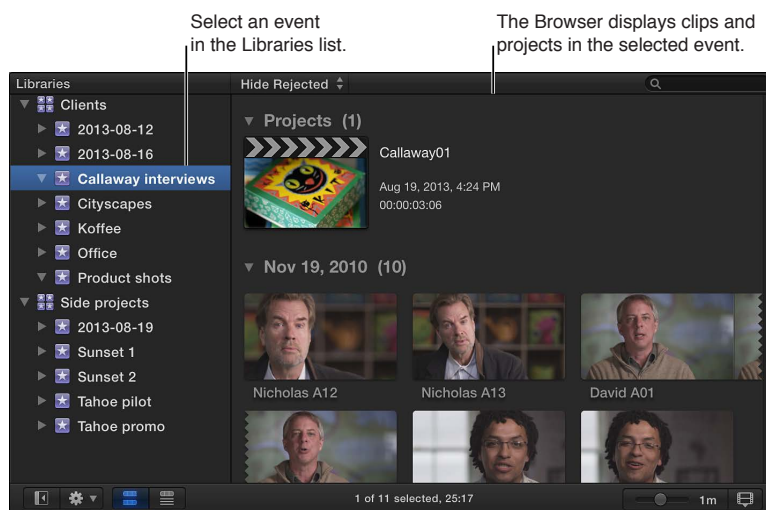 Select an event
in the Libraries list.
The Browser displays clips and
projects in the selected event.
Libraries
Hide Rejected
Clients
2013-08-12
2013-08-16
Callaway interviews
Cityscapes
Koffee
Office
Product shots
Side projects
2013-08-19
Sunset 1
Sunset 2
Tahoe pilot
Tahoe promo
Projects (1)
Callaway01
Aug 19, 2013, 4:24 PM
00:00:03:06
Nov 19, 2010 (10)
Nicholas A12
Nicholas A13
David A01
1 of 11 selected, 25:17
1m